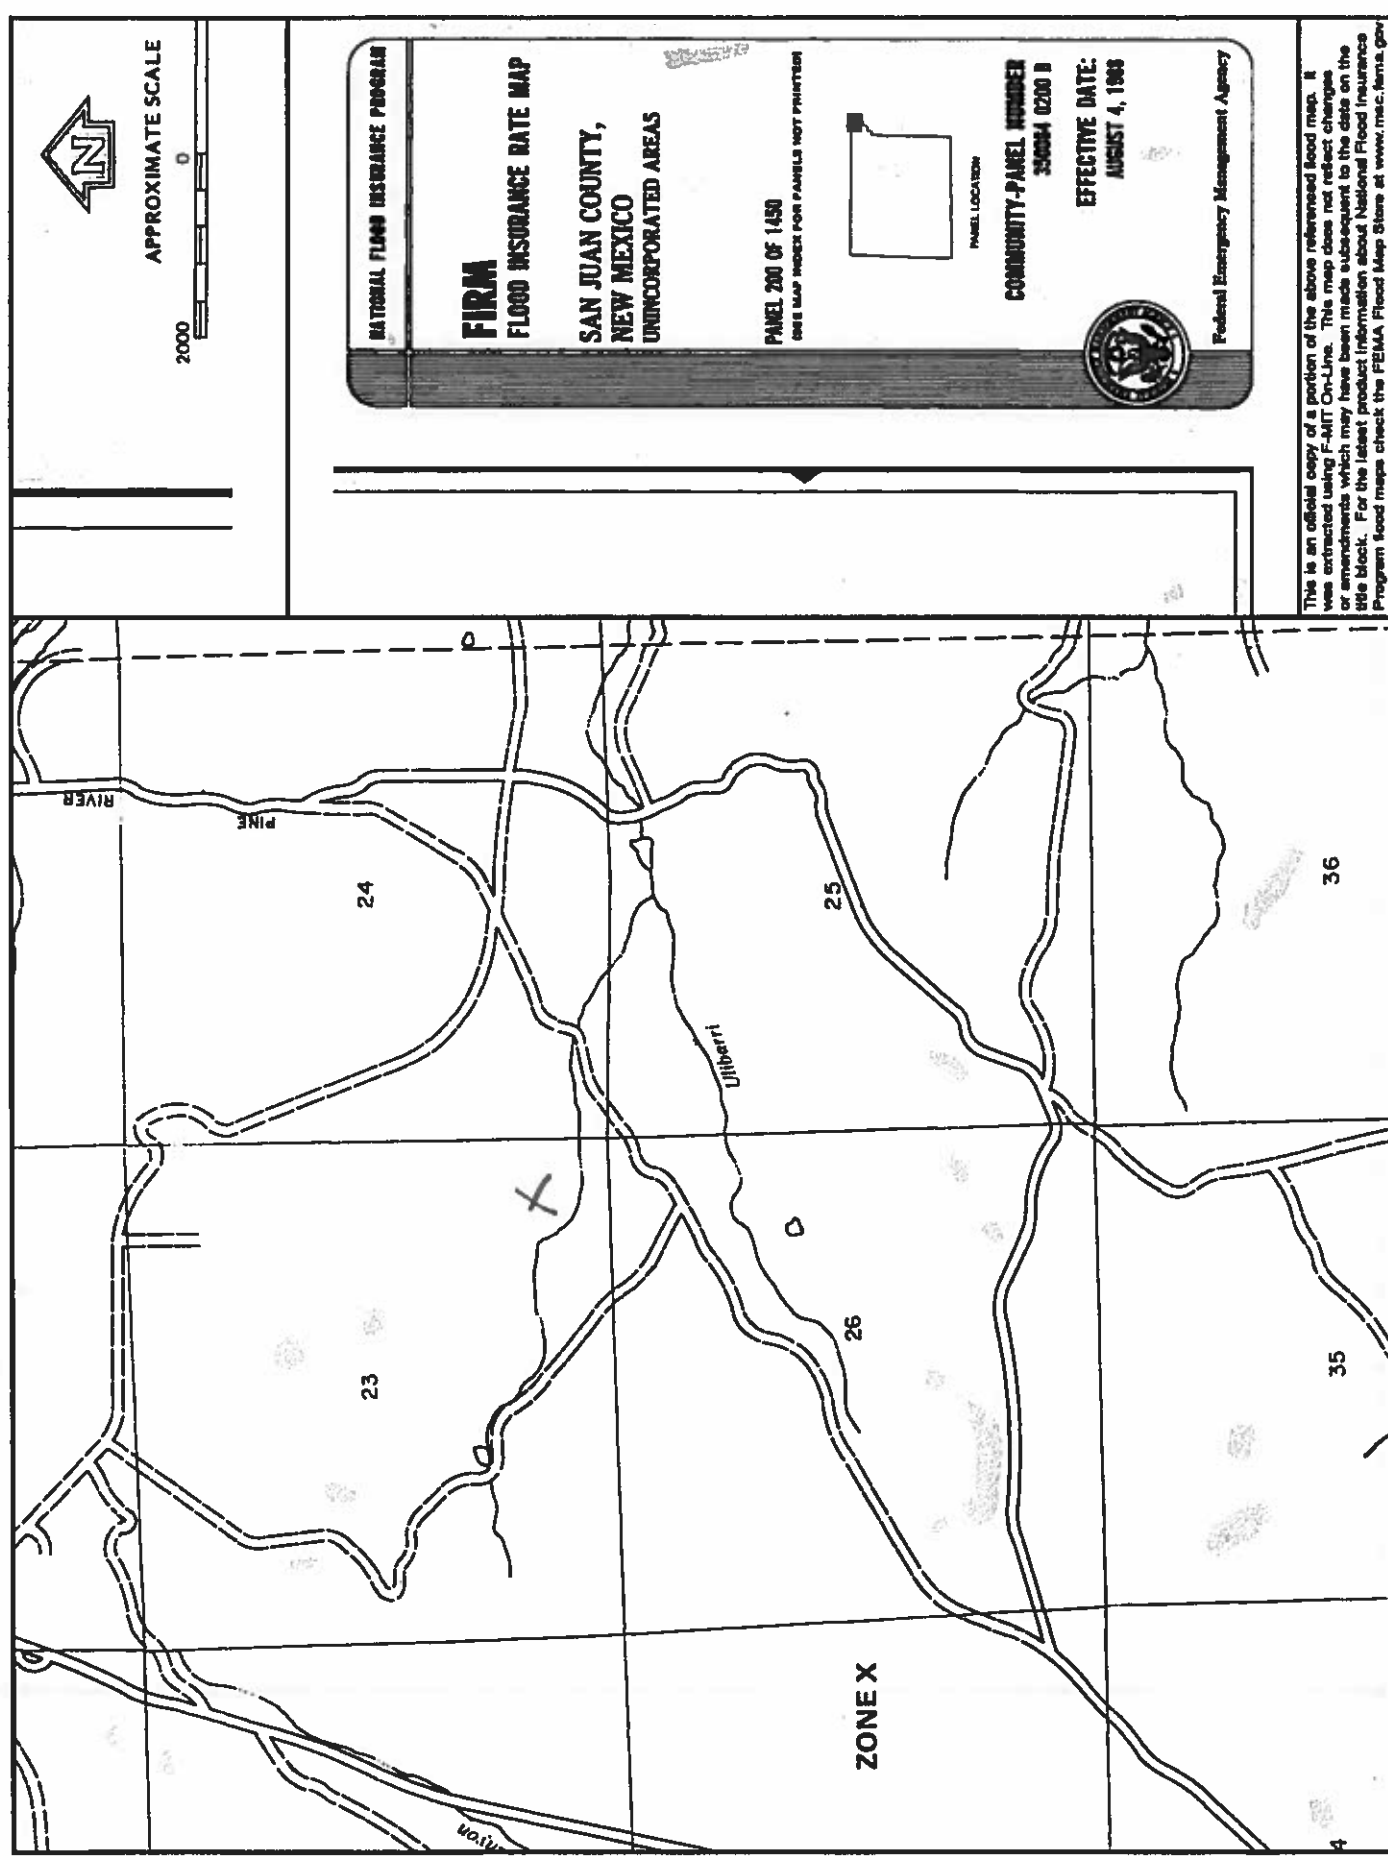 APPROXIMATE SCALE
2000 0
N
NATIONAL FLOOD INSURANCE PROGRAM
FIRM
FLOOD INSURANCE RATE MAP
SAN JUAN COUNTY,
NEW MEXICO
UNINCORPORATED AREAS
PANEL 200 OF 1450
(SEE MAP INDEX FOR PANELS NOT PRINTED)
PANEL LOCATION
COMMUNITY-PANEL NUMBER
350064 0200 B
EFFECTIVE DATE:
AUGUST 4, 1988
Federal Emergency Management Agency
This is an official copy of a portion of the above referenced flood map. It
was extracted using F-MIT On-Line. This map does not reflect changes
or amendments which may have been made subsequent to the date on the
title block. For the latest product information about National Flood Insurance
Program flood maps check the FEMA Flood Map Store at www.msc.fema.gov
RIVER
PINE
24
25
36
Ulibarri
23
26
35
ZONE X
4